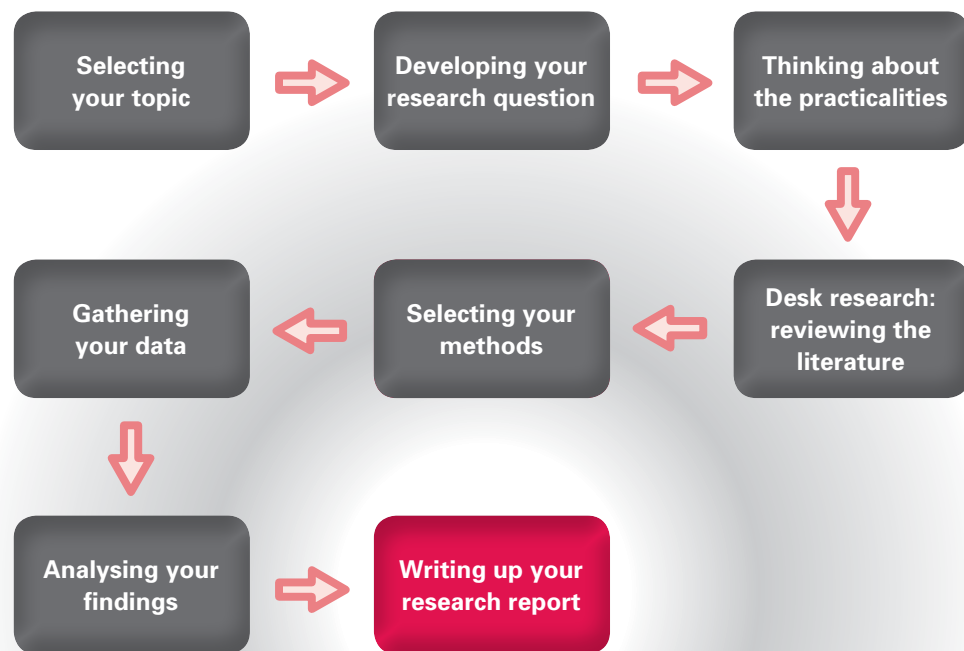 Selecting
your topic
Developing your
research question
Thinking about
the practicalities
Desk research:
reviewing the
literature
Selecting your
methods
Gathering
your data
Analysing your
findings
Writing up your
research report